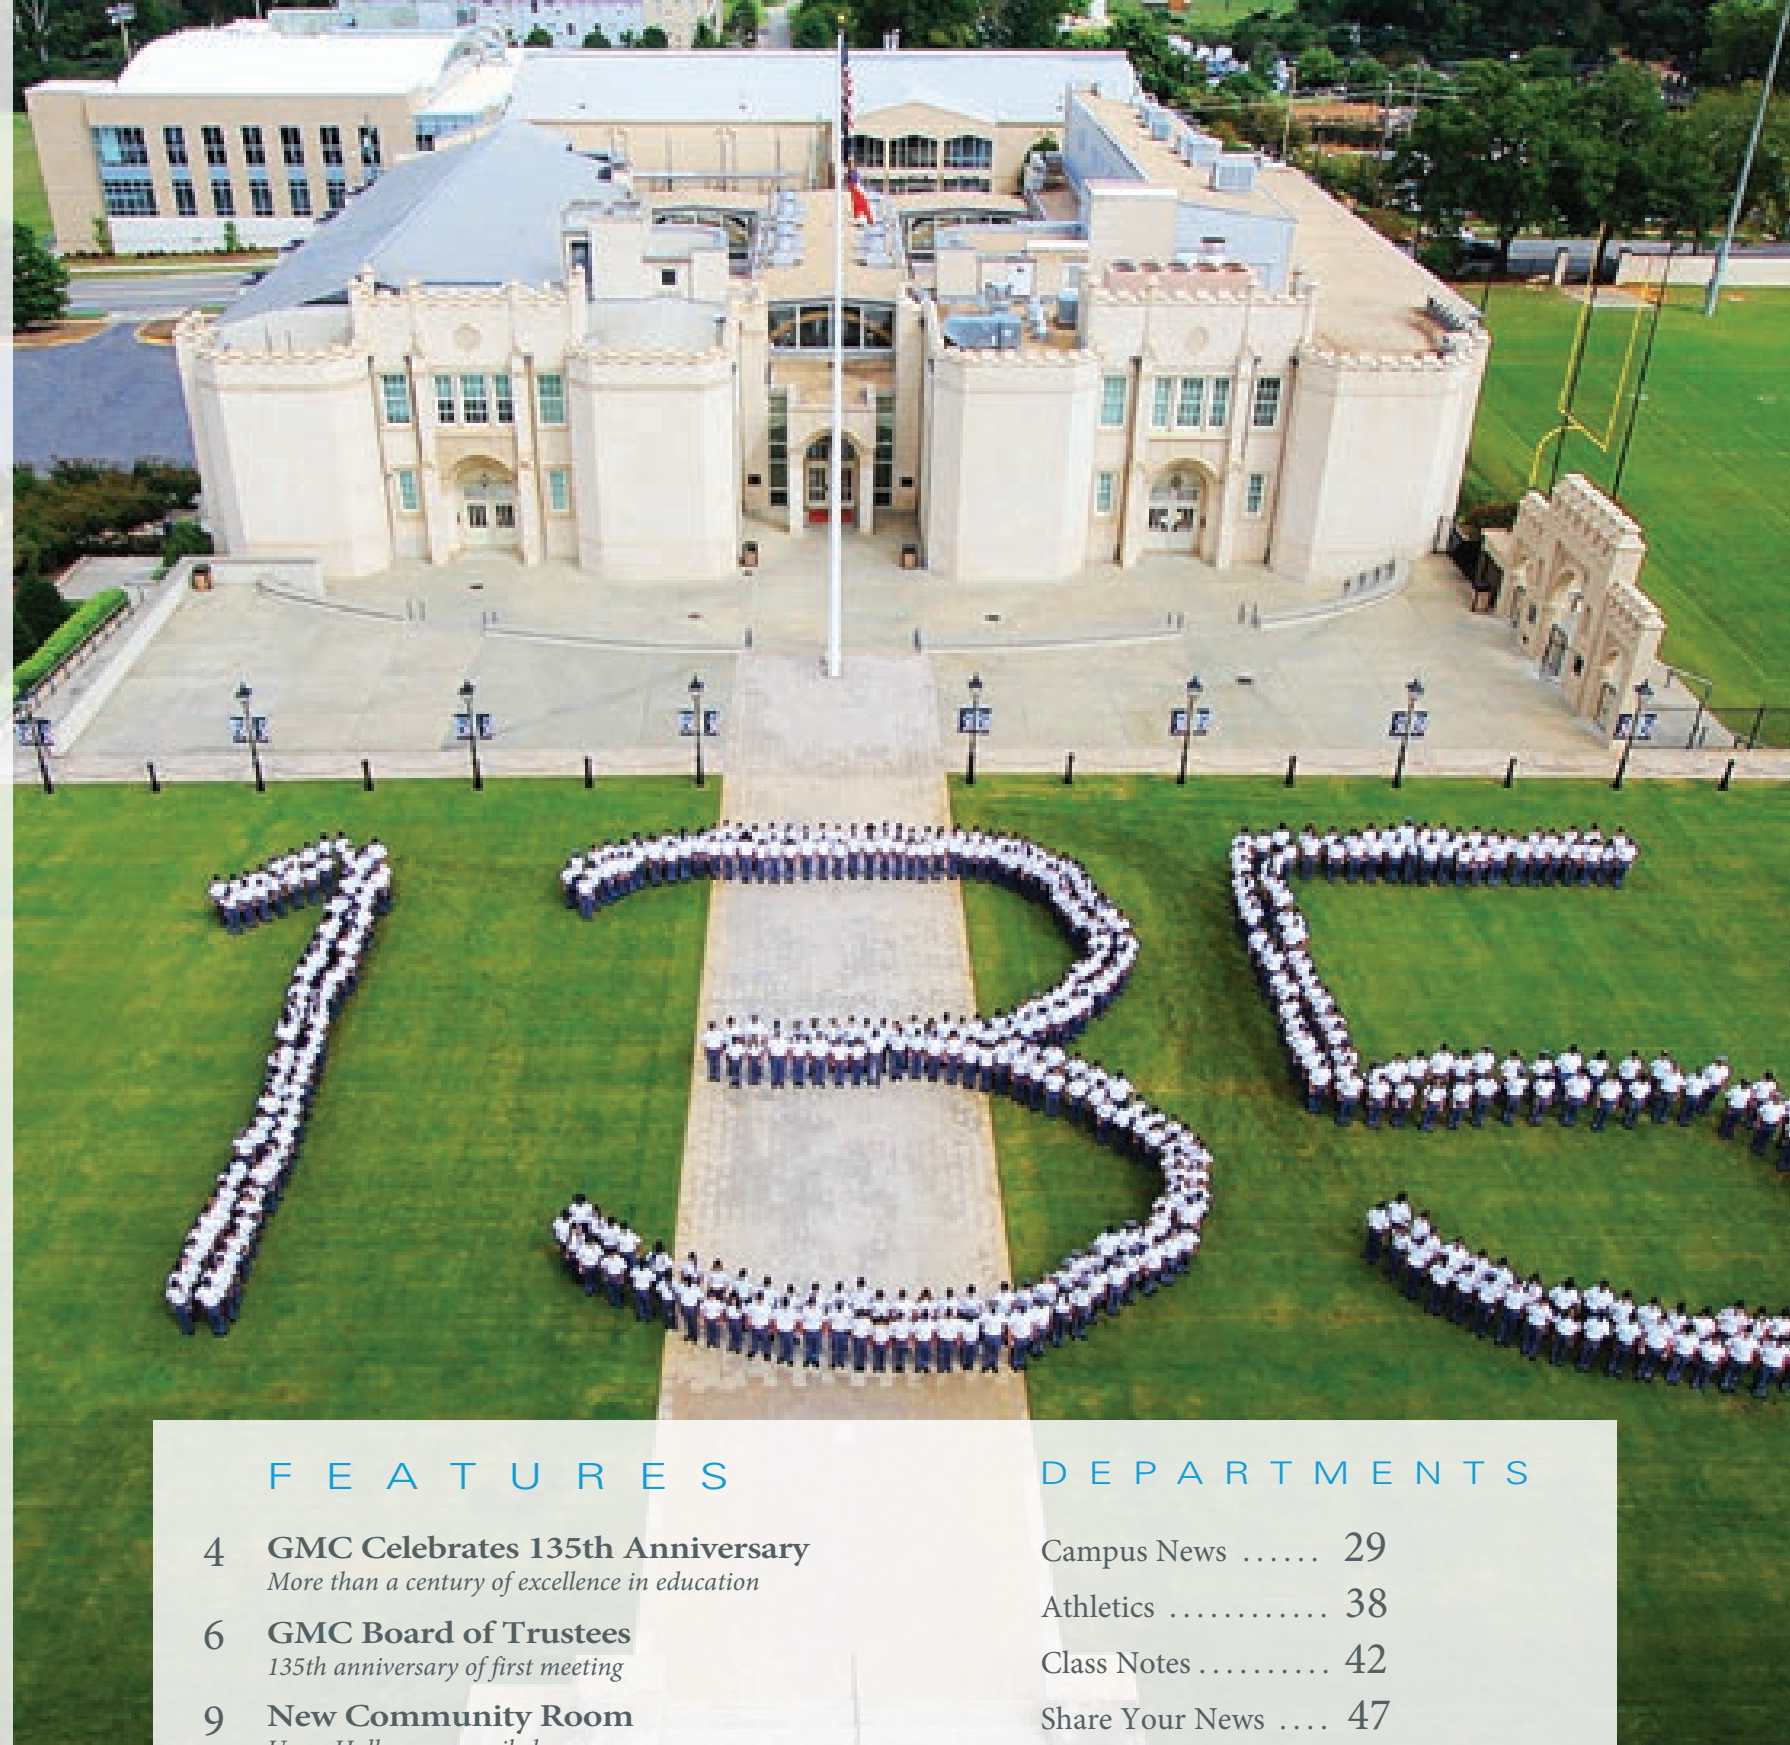 135
FEATURES
4 GMC Celebrates 135th Anniversary
More than a century of excellence in education
6 GMC Board of Trustees
135th anniversary of first meeting
9 New Community Room
DEPARTMENTS
Campus News ...... 29
Athletics ............ 38
Class Notes .......... 42
Share Your News .... 47